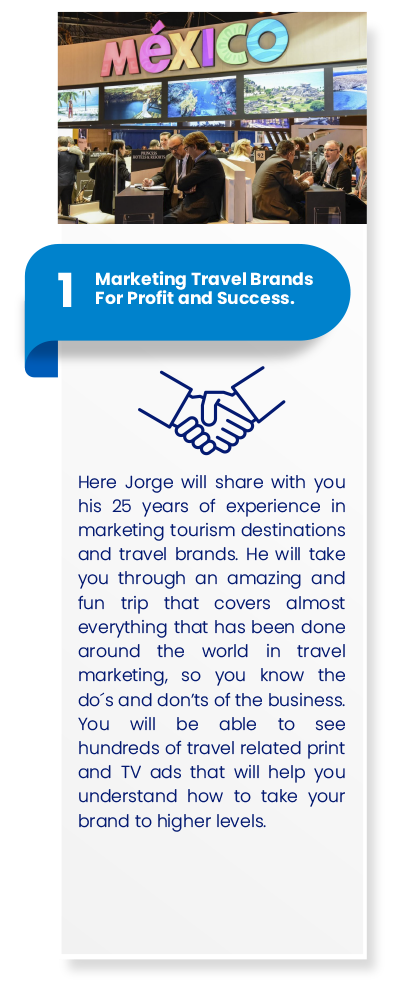 MéXICO
PRINCESS
HOTELS & RESORTS
1
Marketing Travel Brands
For Profit and Success.
Here Jorge will share with you
his 25 years of experience in
marketing tourism destinations
and travel brands. He will take
you through an amazing and
fun trip that covers almost
everything that has been done
around the world in travel
marketing, so you know the
do´s and don’ts of the business.
You will be able to see
hundreds of travel related print
and TV ads that will help you
understand how to take your
brand to higher levels.